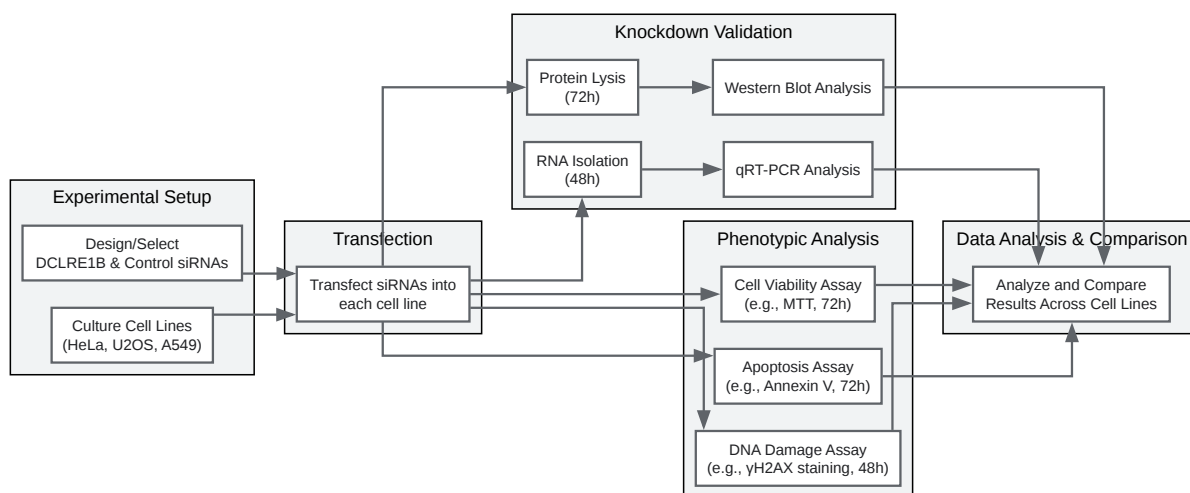 Knockdown Validation
Protein Lysis
(72h)
Western Blot Analysis
RNA Isolation
(48h)
qRT-PCR Analysis
Experimental Setup
Design/Select
DCLRE1B & Control siRNAs
Culture Cell Lines
(HeLa, U2OS, A549)
Transfection
Transfect siRNAs into
each cell line
Phenotypic Analysis
Cell Viability Assay
(e.g., MTT, 72h)
Apoptosis Assay
(e.g., Annexin V, 72h)
DNA Damage Assay
(e.g., γH2AX staining, 48h)
Data Analysis & Comparison
Analyze and Compare
Results Across Cell Lines